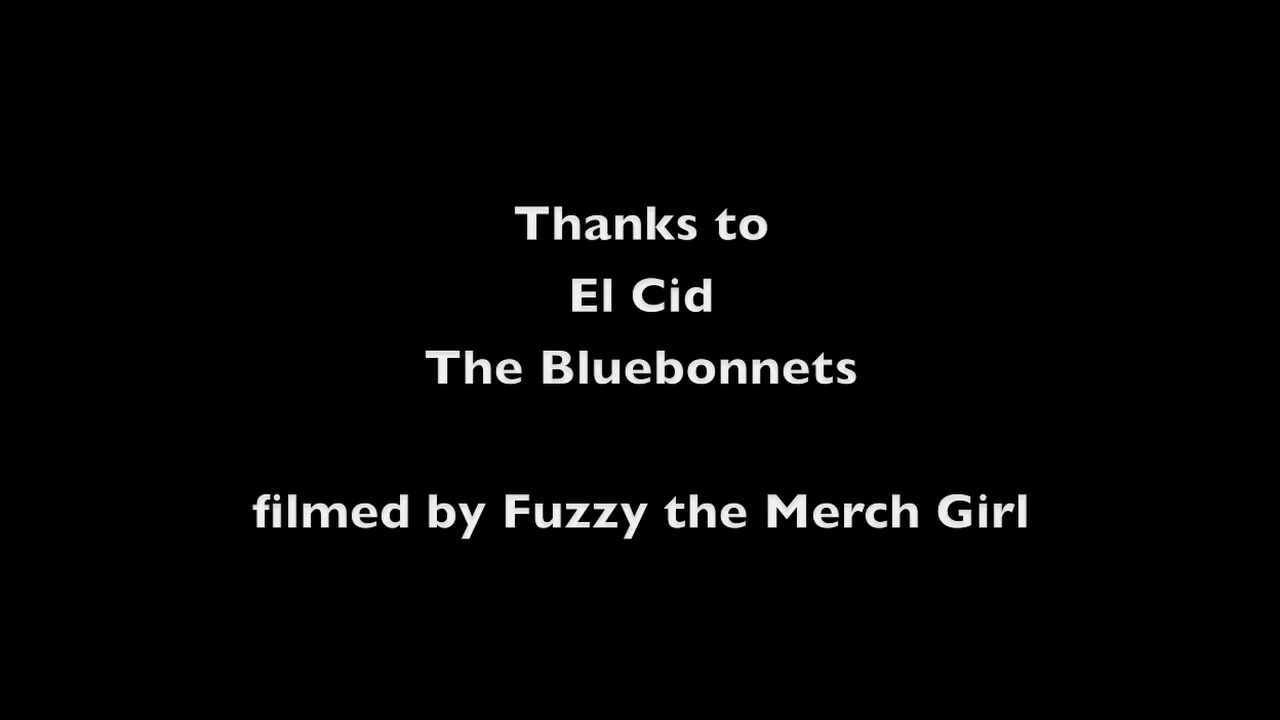 Thanks to
El Cid
The Bluebonnets
filmed by Fuzzy the Merch Girl